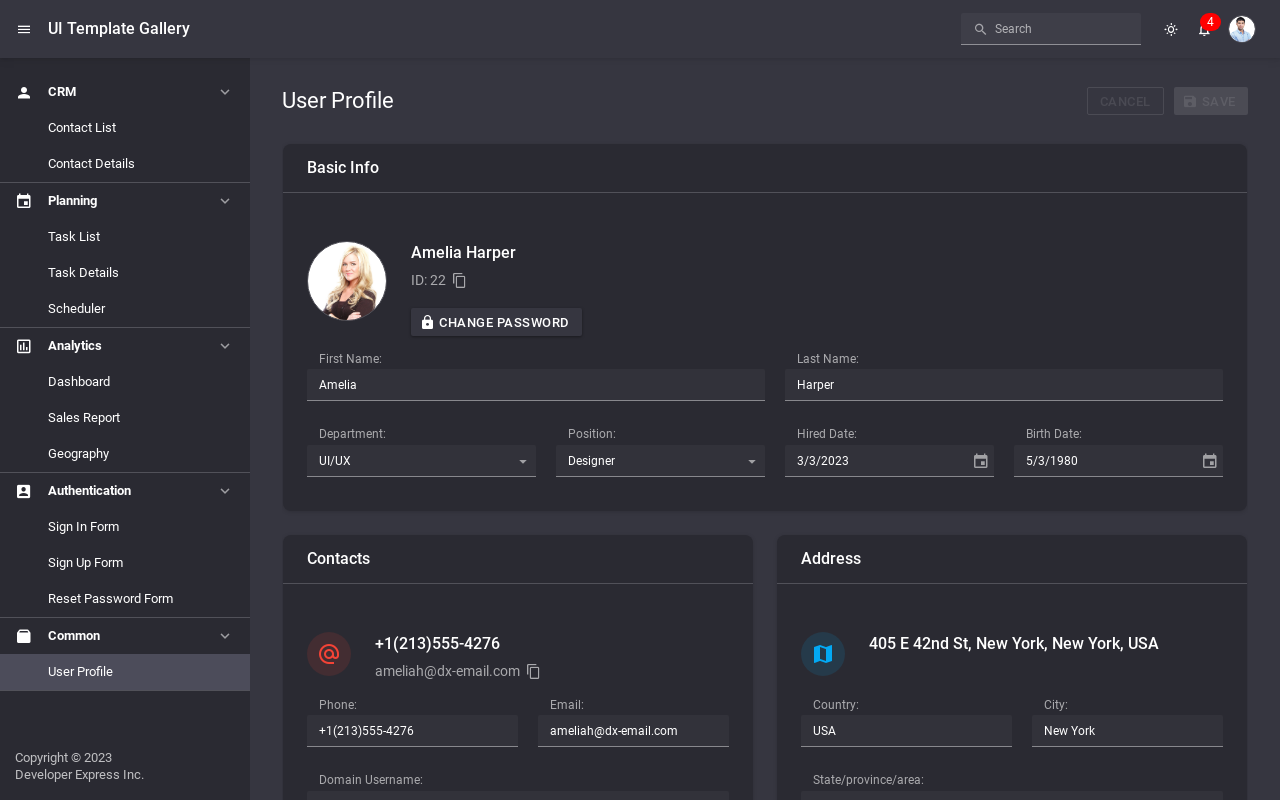 UI Template Gallery
Search
4
CRM
Contact List
Contact Details
Planning
Task List
Task Details
Scheduler
Analytics
Dashboard
Sales Report
Geography
Authentication
Sign In Form
Sign Up Form
Reset Password Form
Common
User Profile
Copyright © 2023
Developer Express Inc.
User Profile
CANCEL
SAVE
Basic Info
Amelia Harper
ID: 22
CHANGE PASSWORD
First Name:
Amelia
Last Name:
Harper
Department:
UI/UX
Position:
Designer
Hired Date:
3/3/2023
Birth Date:
5/3/1980
Contacts
+1(213)555-4276
ameliah@dx-email.com
Phone:
+1(213)555-4276
Email:
ameliah@dx-email.com
Domain Username:
Address
405 E 42nd St, New York, New York, USA
Country:
USA
City:
New York
State/province/area: